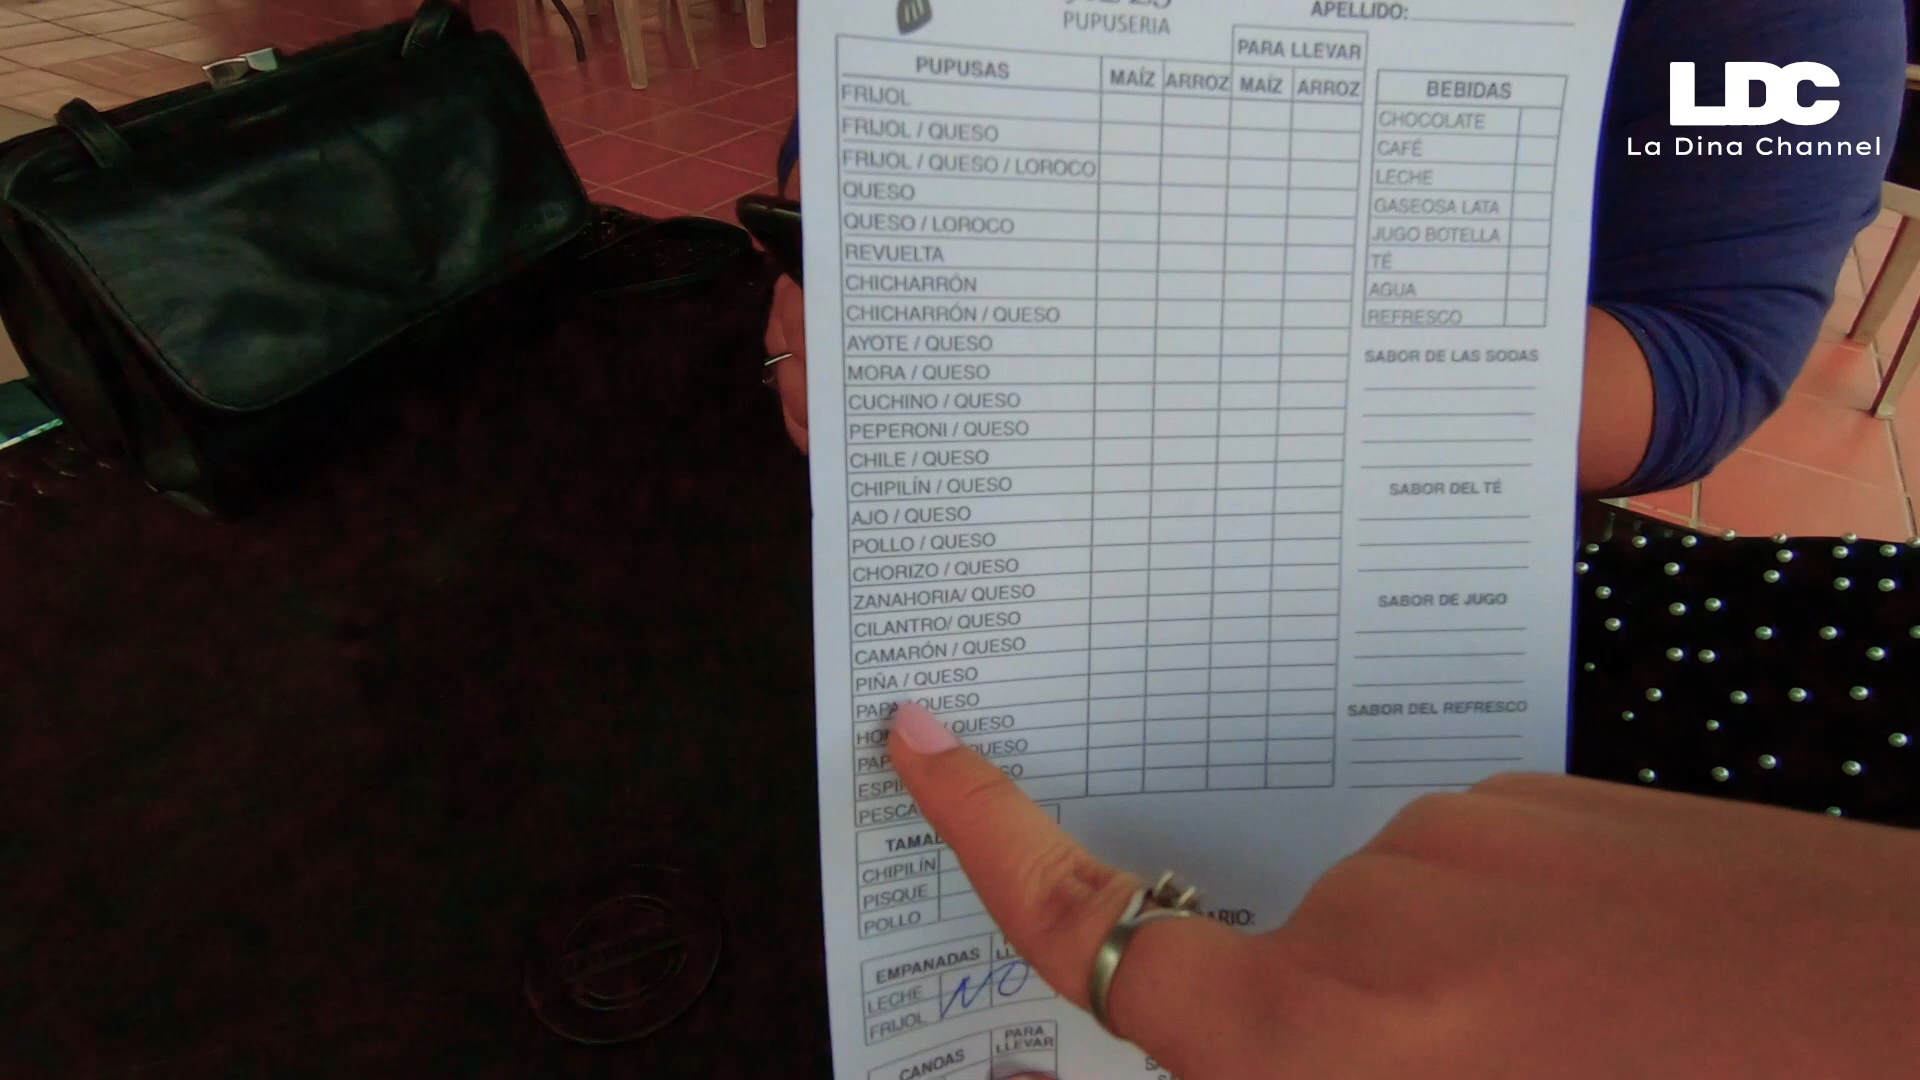 PUPUSERIA
APELLIDO:
PARA LLEVAR
PUPUSAS MAÍZ ARROZ MAÍZ ARROZ
FRIJOL
FRIJOL / QUESO
FRIJOL / QUESO / LOROCO
QUESO
QUESO / LOROCO
REVUELTA
CHICHARRÓN
CHICHARRÓN / QUESO
AYOTE / QUESO
MORA / QUESO
CUCHINO / QUESO
PEPERONI / QUESO
CHILE / QUESO
CHIPILÍN / QUESO
AJO / QUESO
POLLO / QUESO
CHORIZO / QUESO
ZANAHORIA/ QUESO
CILANTRO/ QUESO
CAMARÓN / QUESO
PIÑA / QUESO
PAPA / QUESO
/ QUESO
QUESO
BEBIDAS
CHOCOLATE
CAFÉ
LECHE
GASEOSA LATA
JUGO BOTELLA
TÉ
AGUA
REFRESCO
SABOR DE LAS SODAS
SABOR DEL TÉ
SABOR DE JUGO
SABOR DEL REFRESCO
CHIPILÍN
PISQUE
POLLO
EMPANADAS
LECHE
FRIJOL
NO
CANOAS
PARA
LLEVAR
LDC
La Dina Channel